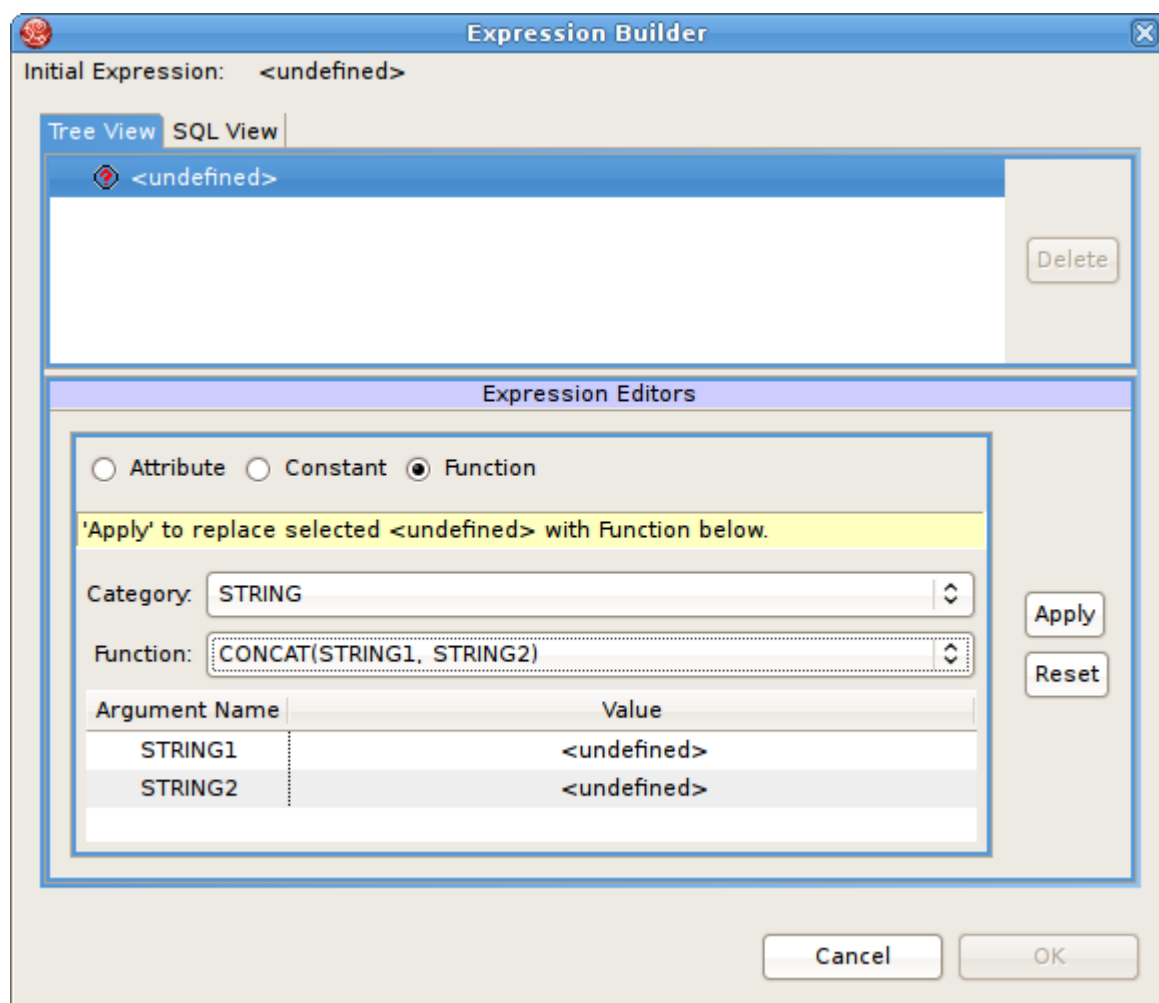 Expression Builder
Initial Expression: <undefined>
Tree View SQL View
<undefined>
Delete
Expression Editors
Attribute Constant Function
'Apply' to replace selected <undefined> with Function below.
Category: STRING
Apply
Function: CONCAT(STRING1, STRING2)
Reset
Argument Name Value
STRING1 <undefined>
STRING2 <undefined>
Cancel OK